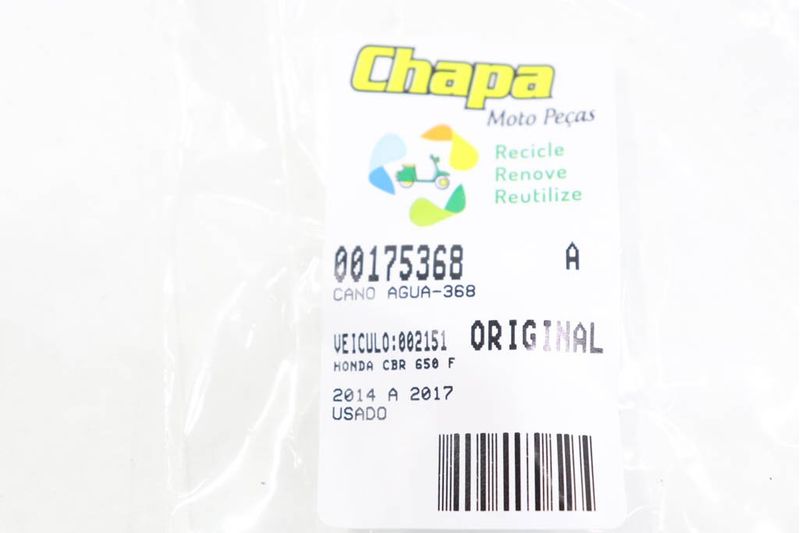 Chapa
Moto Peças
Recicle
Renove
Reutilize
00175368 A
CANO AGUA-368
VEICULO:002151 ORIGINAL
HONDA CBR 650 F
2014 A 2017
USADO